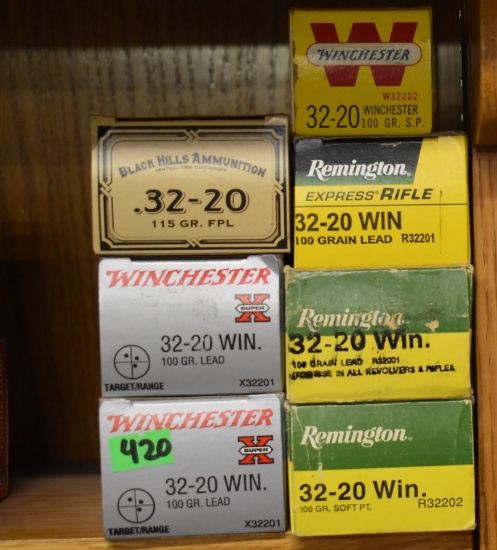 W
WINCHESTER
W32202
32-20 WINCHESTER
100 GR. S.P.
BLACK HILLS AMMUNITION
.32-20
115 GR. FPL
Remington
EXPRESS RIFLE
32-20 WIN
100 GRAIN LEAD R32201
WINCHESTER
SUPER X
32-20 WIN.
100 GR. LEAD
TARGET/RANGE
X32201
Remington
32-20 Win.
100 GRAIN LEAD R32201
IN ALL REVOLVERS & RIFLES
WINCHESTER
420
SUPER X
32-20 WIN.
100 GR. LEAD
TARGET/RANGE
X32201
Remington
32-20 Win.
100 GR. SOFT PT.
R32202